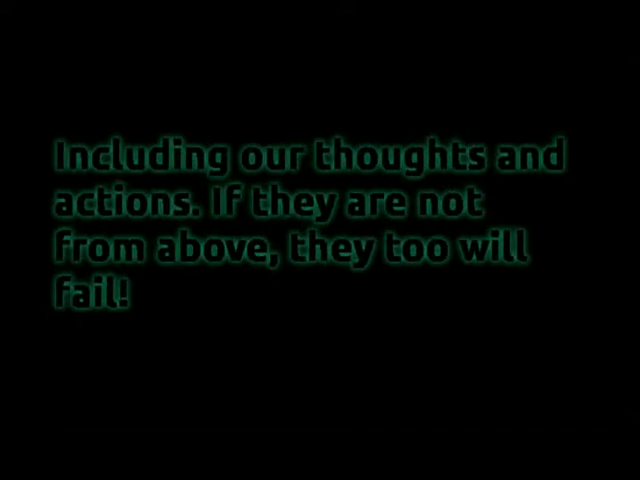 Including our thoughts and
actions. If they are not
from above, they too will
fail!